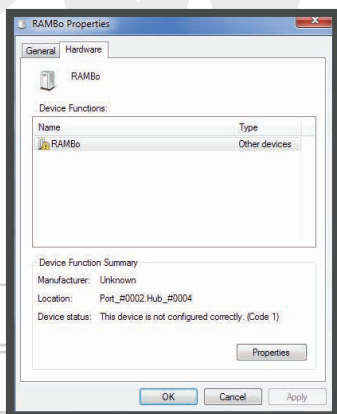 RAMBo Properties
General Hardware
RAMBo
Device Functions:
Name Type
RAMBo Other devices
Device Function Summary
Manufacturer: Unknown
Location: Port_#0002.Hub_#0004
Device status: This device is not configured correctly. (Code 1)
Properties
OK Cancel Apply